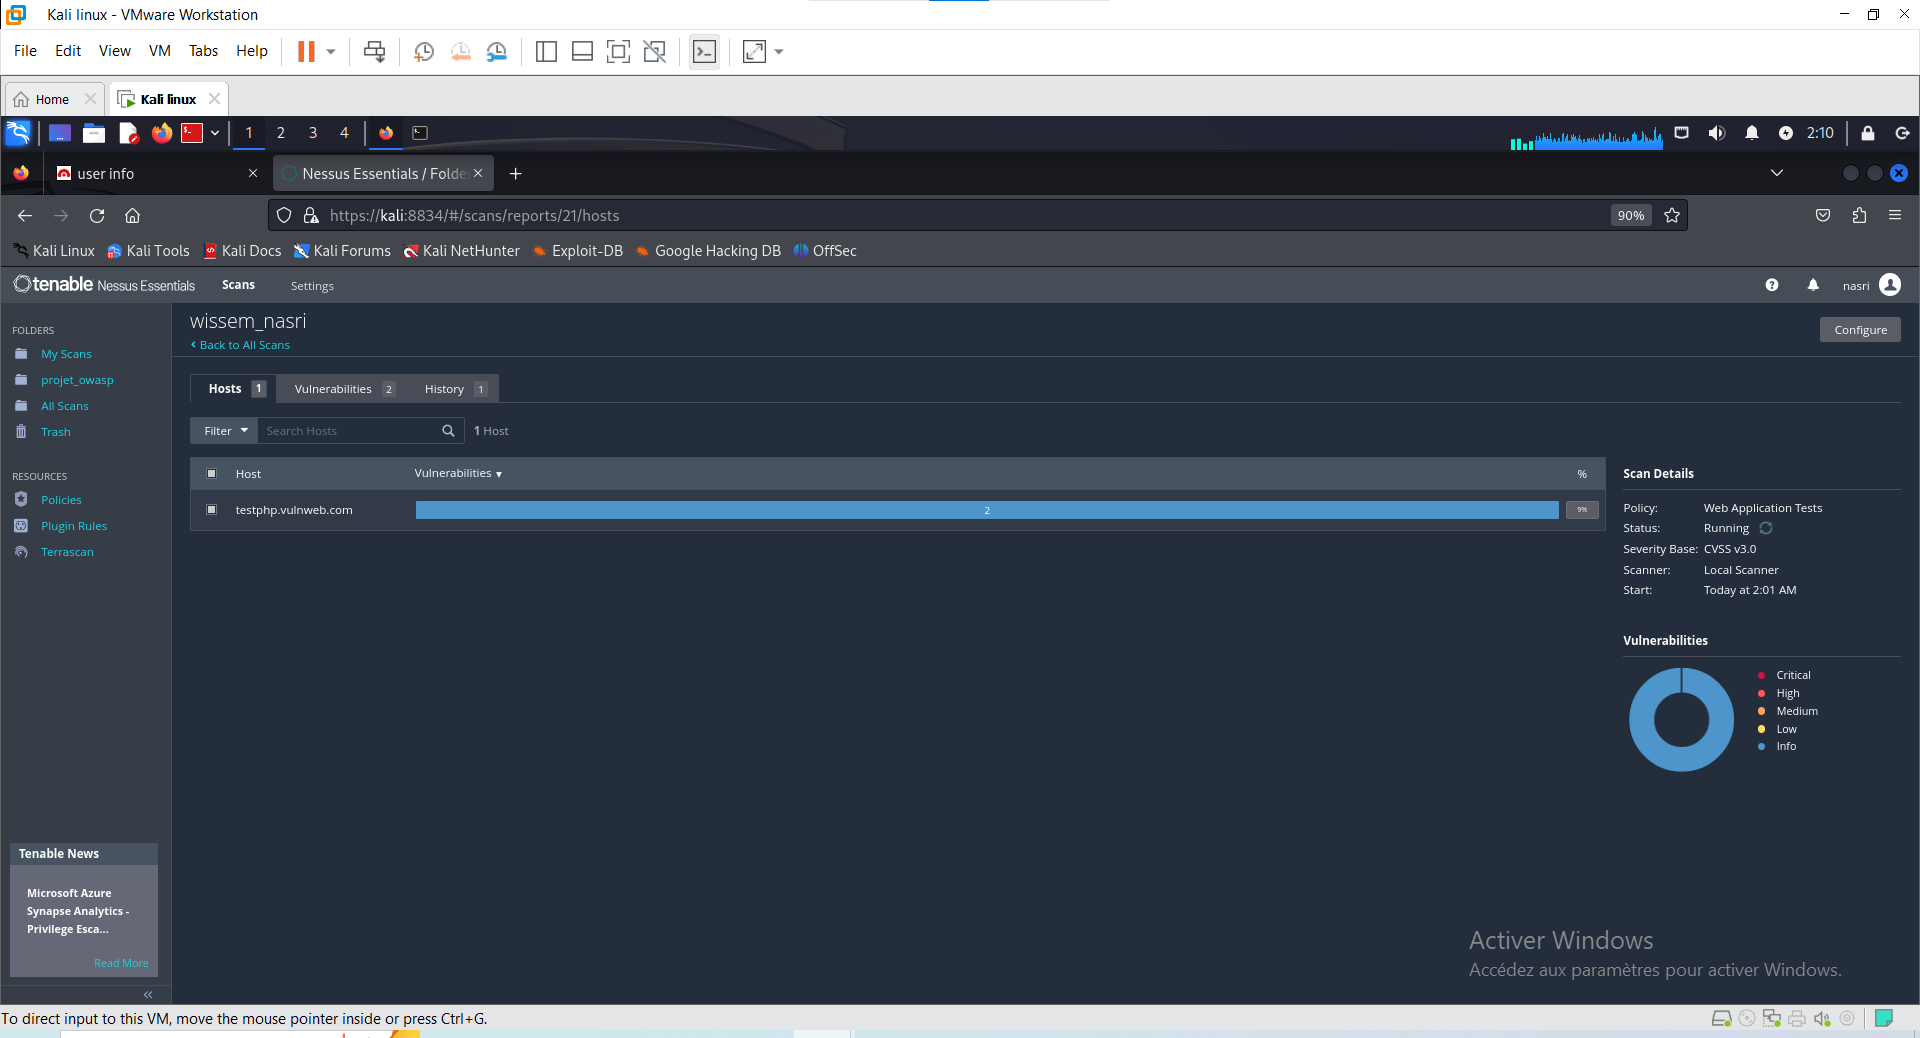 Kali linux - VMware Workstation
File Edit View VM Tabs Help
Home Kali linux
1 2 3 4 2:10
user info Nessus Essentials / Folde
https://kali:8834/#/scans/reports/21/hosts 90%
Kali Linux Kali Tools Kali Docs Kali Forums Kali NetHunter Exploit-DB Google Hacking DB OffSec
tenable Nessus Essentials Scans Settings nasri
FOLDERS
My Scans
projet_owasp
All Scans
Trash
RESOURCES
Policies
Plugin Rules
Terrascan
Tenable News
Microsoft Azure
Synapse Analytics -
Privilege Esca...
Read More
wissem_nasri
Back to All Scans
Configure
Hosts 1 Vulnerabilities 2 History 1
Filter Search Hosts 1 Host
Host Vulnerabilities %
testphp.vulnweb.com 2 9%
Scan Details
Policy: Web Application Tests
Status: Running
Severity Base: CVSS v3.0
Scanner: Local Scanner
Start: Today at 2:01 AM
Vulnerabilities
Critical
High
Medium
Low
Info
Activer Windows
Accédez aux paramètres pour activer Windows.
To direct input to this VM, move the mouse pointer inside or press Ctrl+G.